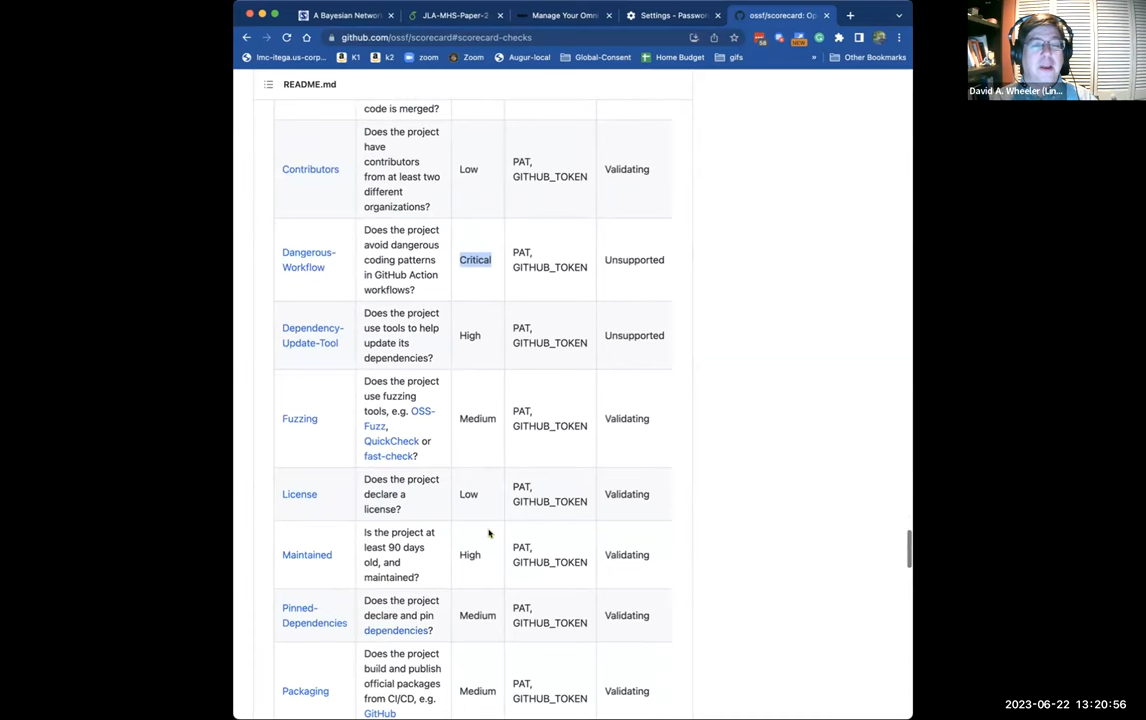 A Bayesian Networ
JLA-MHS-Paper-2
Manage Your Omni
Settings - Passwor
ossf/scorecard: Op
github.com/ossf/scorecard#scorecard-checks
58
NEW
lmc-itega.us-corp...
K1
k2
zoom
Zoom
Augur-local
Global-Consent
Home Budget
gifs
»
Other Bookmarks
README.md
code is merged?
Contributors
Does the project
have
contributors
from at least two
different
organizations?
Low
PAT,
GITHUB_TOKEN
Validating
Dangerous-
Workflow
Does the project
avoid dangerous
coding patterns
in GitHub Action
workflows?
Critical
PAT,
GITHUB_TOKEN
Unsupported
Dependency-
Update-Tool
Does the project
use tools to help
update its
dependencies?
High
PAT,
GITHUB_TOKEN
Unsupported
Fuzzing
Does the project
use fuzzing
tools, e.g. OSS-
Fuzz,
QuickCheck or
fast-check?
Medium
PAT,
GITHUB_TOKEN
Validating
License
Does the project
declare a
license?
Low
PAT,
GITHUB_TOKEN
Validating
Maintained
Is the project at
least 90 days
old, and
maintained?
High
PAT,
GITHUB_TOKEN
Validating
Pinned-
Dependencies
Does the project
declare and pin
dependencies?
Medium
PAT,
GITHUB_TOKEN
Validating
Packaging
Does the project
build and publish
official packages
from CI/CD, e.g.
GitHub
Medium
PAT,
GITHUB_TOKEN
Validating
David A. Wheeler (Lin...
2023-06-22 13:20:56